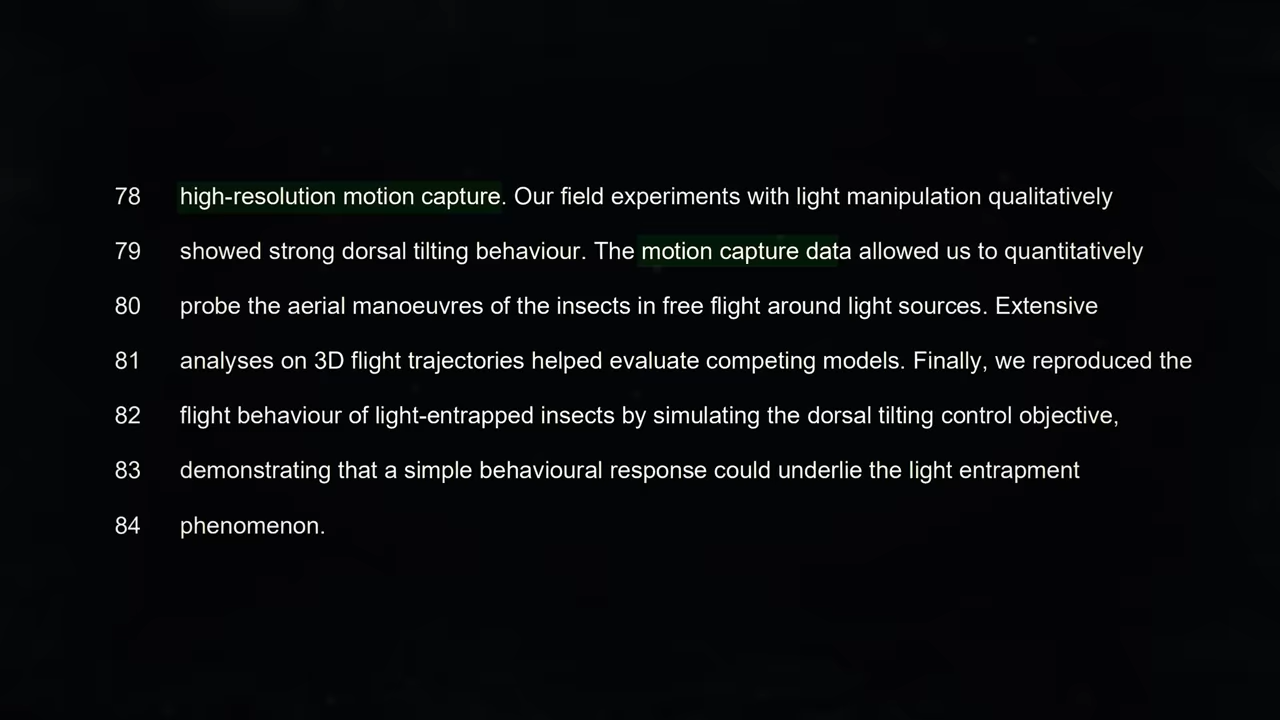 78 high-resolution motion capture. Our field experiments with light manipulation qualitatively
79 showed strong dorsal tilting behaviour. The motion capture data allowed us to quantitatively
80 probe the aerial manoeuvres of the insects in free flight around light sources. Extensive
81 analyses on 3D flight trajectories helped evaluate competing models. Finally, we reproduced the
82 flight behaviour of light-entrapped insects by simulating the dorsal tilting control objective,
83 demonstrating that a simple behavioural response could underlie the light entrapment
84 phenomenon.